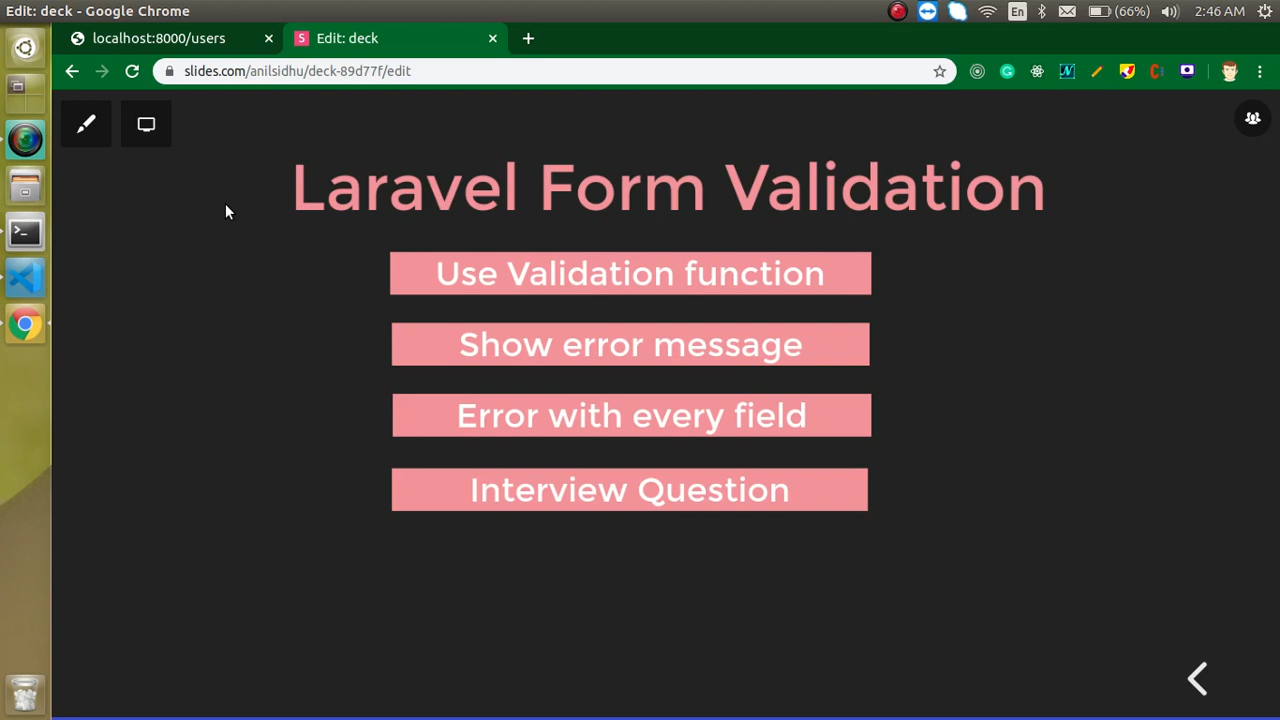 Edit: deck - Google Chrome
En
(66%)
2:46 AM
localhost:8000/users
S
Edit: deck
slides.com/anilsidhu/deck-89d77f/edit
Laravel Form Validation
Use Validation function
Show error message
Error with every field
Interview Question